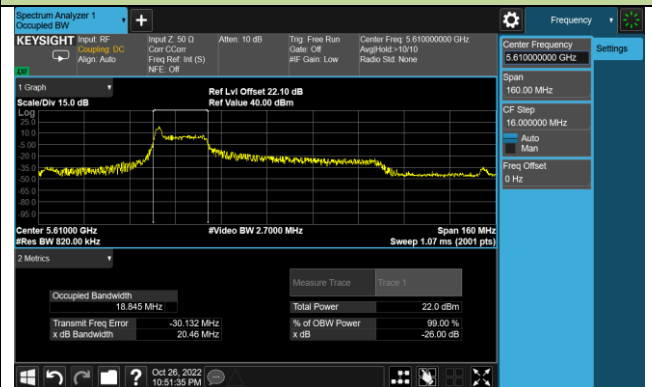 Spectrum Analyzer 1
Occupied BW
Frequency
KEYSIGHT
Input: RF
Coupling: DC
Align: Auto
Input Z: 50 Ω
Corr CCorr
Freq Ref: Int (S)
NFE: Off
Atten: 10 dB
Trig: Free Run
Gate: Off
#IF Gain: Low
Center Freq: 5.610000000 GHz
Avg|Hold:>10/10
Radio Std: None
Center Frequency
5.610000000 GHz
Settings
Span
160.00 MHz
CF Step
16.000000 MHz
Auto
Man
Freq Offset
0 Hz
1 Graph
Scale/Div 15.0 dB
Ref Lvl Offset 22.10 dB
Ref Value 40.00 dBm
Log
25.0
10.0
-5.00
-20.0
-35.0
-50.0
-65.0
-80.0
-95.0
Center 5.61000 GHz
#Res BW 820.00 kHz
#Video BW 2.7000 MHz
Span 160 MHz
Sweep 1.07 ms (2001 pts)
2 Metrics
Measure Trace
Trace 1
Occupied Bandwidth
18.845 MHz
Total Power
22.0 dBm
Transmit Freq Error
-30.132 MHz
% of OBW Power
99.00 %
x dB Bandwidth
20.46 MHz
x dB
-26.00 dB
Oct 26, 2022
10:51:35 PM